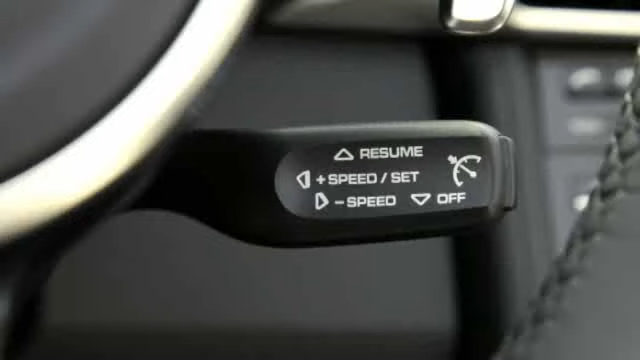 △ RESUME
◁ +SPEED / SET
▷ −SPEED ▽ OFF